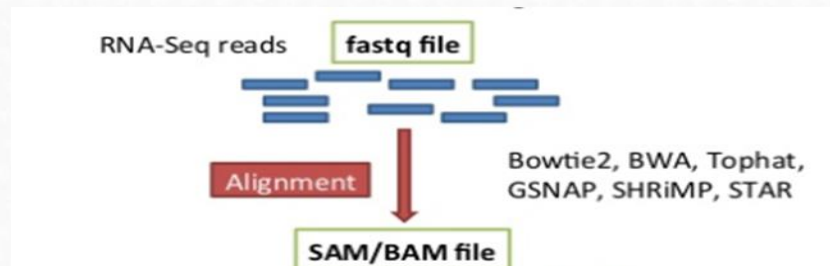 RNA-Seq reads fastq file
Bowtie2, BWA, Tophat,
Alignment
GSNAP, SHRiMP, STAR
SAM/BAM file